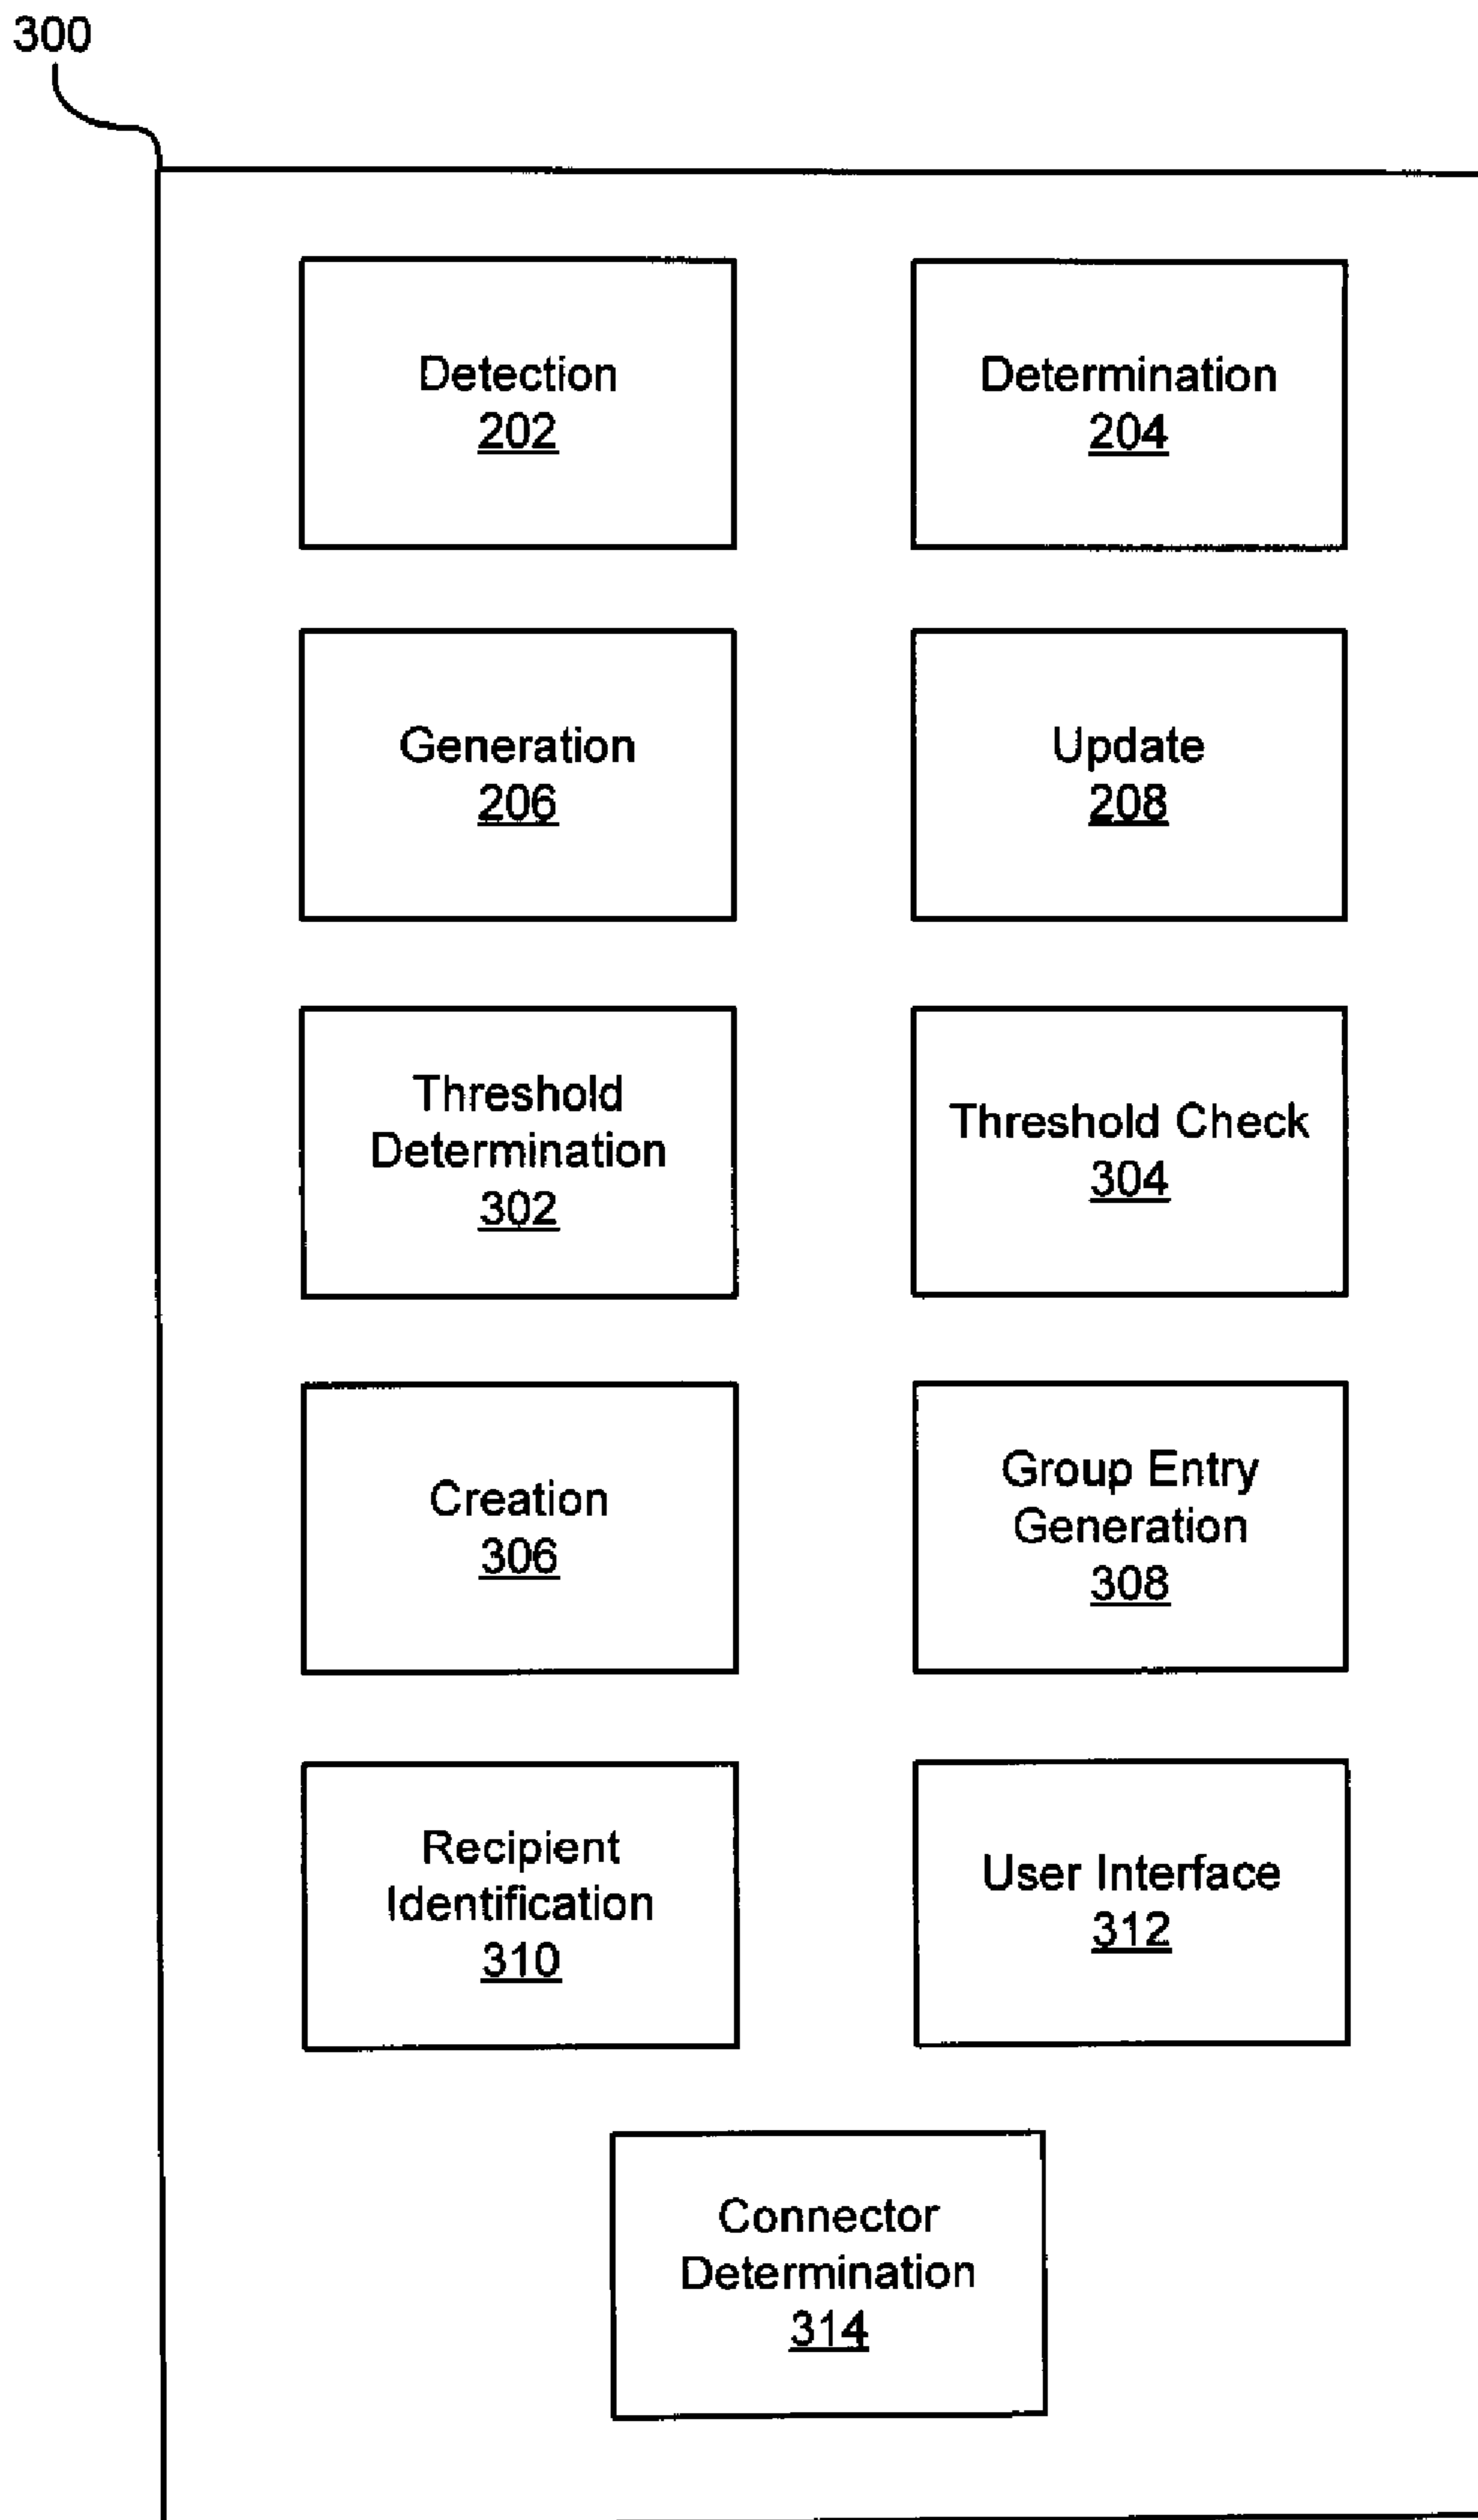 300
Detection
202
Determination
204
Generation
206
Update
208
Threshold
Determination
302
Threshold Check
304
Creation
306
Group Entry
Generation
308
Recipient
Identification
310
User Interface
312
Connector
Determination
314